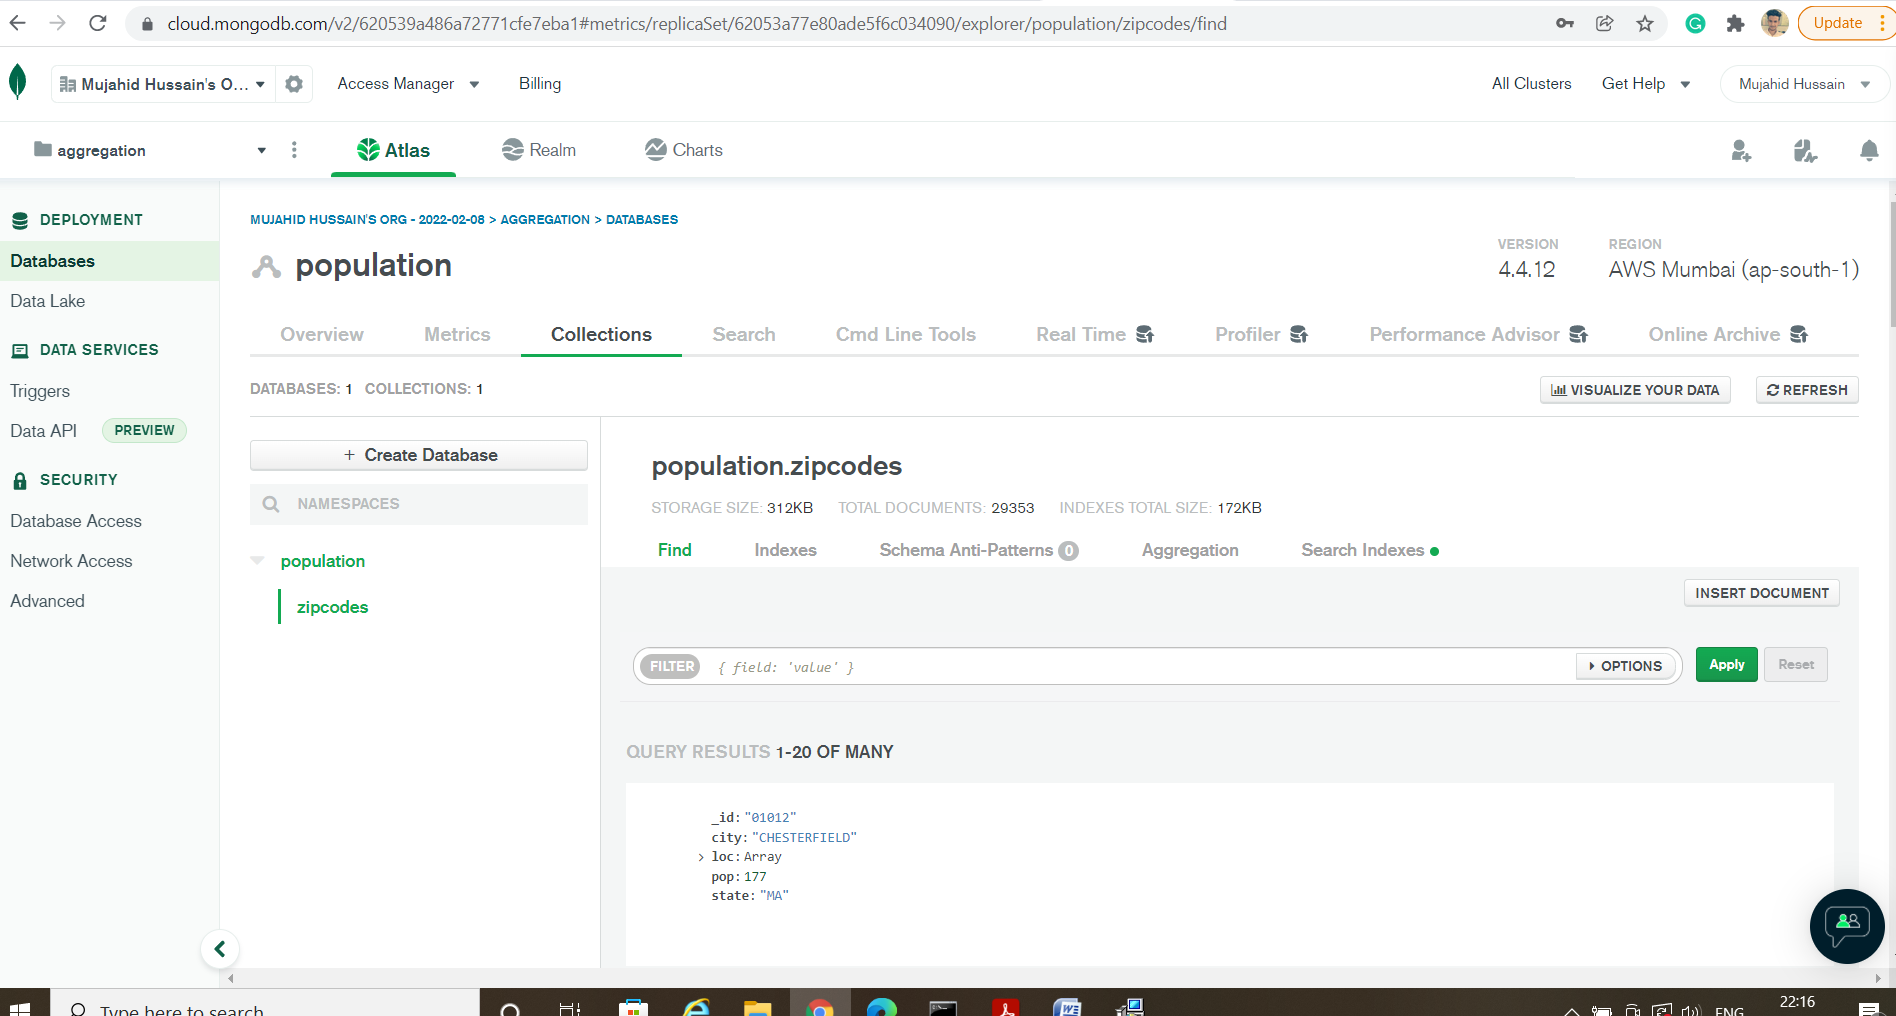 cloud.mongodb.com/v2/620539a486a72771cfe7eba1#metrics/replicaSet/62053a77e80ade5f6c034090/explorer/population/zipcodes/find
Update
Mujahid Hussain's O...
Access Manager
Billing
All Clusters
Get Help
Mujahid Hussain
aggregation
Atlas
Realm
Charts
DEPLOYMENT
Databases
Data Lake
DATA SERVICES
Triggers
Data API PREVIEW
SECURITY
Database Access
Network Access
Advanced
MUJAHID HUSSAIN'S ORG - 2022-02-08 > AGGREGATION > DATABASES
population
VERSION
4.4.12
REGION
AWS Mumbai (ap-south-1)
Overview Metrics Collections Search Cmd Line Tools Real Time Profiler Performance Advisor Online Archive
DATABASES: 1 COLLECTIONS: 1
VISUALIZE YOUR DATA
REFRESH
+ Create Database
NAMESPACES
population
zipcodes
population.zipcodes
STORAGE SIZE: 312KB TOTAL DOCUMENTS: 29353 INDEXES TOTAL SIZE: 172KB
Find Indexes Schema Anti-Patterns 0 Aggregation Search Indexes
INSERT DOCUMENT
FILTER { field: 'value' } OPTIONS Apply Reset
QUERY RESULTS 1-20 OF MANY
_id: "01012"
city: "CHESTERFIELD"
> loc: Array
pop: 177
state: "MA"
Type here to search
ENG
22:16